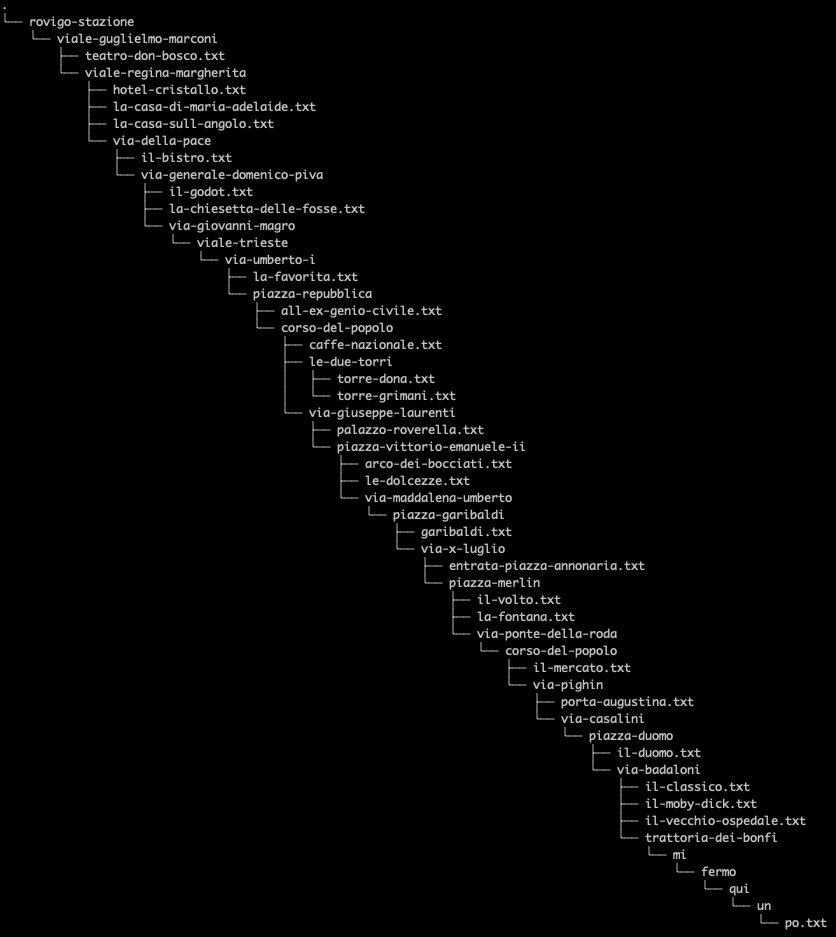 .
└── rovigo-stazione
    └── viale-guglielmo-marconi
        ├── teatro-don-bosco.txt
        └── viale-regina-margherita
            ├── hotel-cristallo.txt
            ├── la-casa-di-maria-adelaide.txt
            ├── la-casa-sull-angolo.txt
            └── via-della-pace
                ├── il-bistro.txt
                └── via-generale-domenico-piva
                    ├── il-godot.txt
                    ├── la-chiesetta-delle-fosse.txt
                    └── via-giovanni-magro
                        └── viale-trieste
                            └── via-umberto-i
                                ├── la-favorita.txt
                                └── piazza-repubblica
                                    ├── all-ex-genio-civile.txt
                                    └── corso-del-popolo
                                        ├── caffe-nazionale.txt
                                        ├── le-due-torri
                                        │   ├── torre-dona.txt
                                        │   └── torre-grimani.txt
                                        └── via-giuseppe-laurenti
                                            ├── palazzo-roverella.txt
                                            └── piazza-vittorio-emanuele-ii
                                                ├── arco-dei-bocciati.txt
                                                ├── le-dolcezze.txt
                                                └── via-maddalena-umberto
                                                    └── piazza-garibaldi
                                                        ├── garibaldi.txt
                                                        └── via-x-luglio
                                                            ├── entrata-piazza-annonaria.txt
                                                            └── piazza-merlin
                                                                ├── il-volto.txt
                                                                ├── la-fontana.txt
                                                                └── via-ponte-della-roda
                                                                    └── corso-del-popolo
                                                                        ├── il-mercato.txt
                                                                        └── via-pighin
                                                                            ├── porta-augustina.txt
                                                                            └── via-casalini
                                                                                └── piazza-duomo
                                                                                    ├── il-duomo.txt
                                                                                    └── via-badaloni
                                                                                        ├── il-classico.txt
                                                                                        ├── il-moby-dick.txt
                                                                                        ├── il-vecchio-ospedale.txt
                                                                                        └── trattoria-dei-bonfi
                                                                                            └── mi
                                                                                                └── fermo
                                                                                                    └── qui
                                                                                                        └── un
                                                                                                            └── po.txt